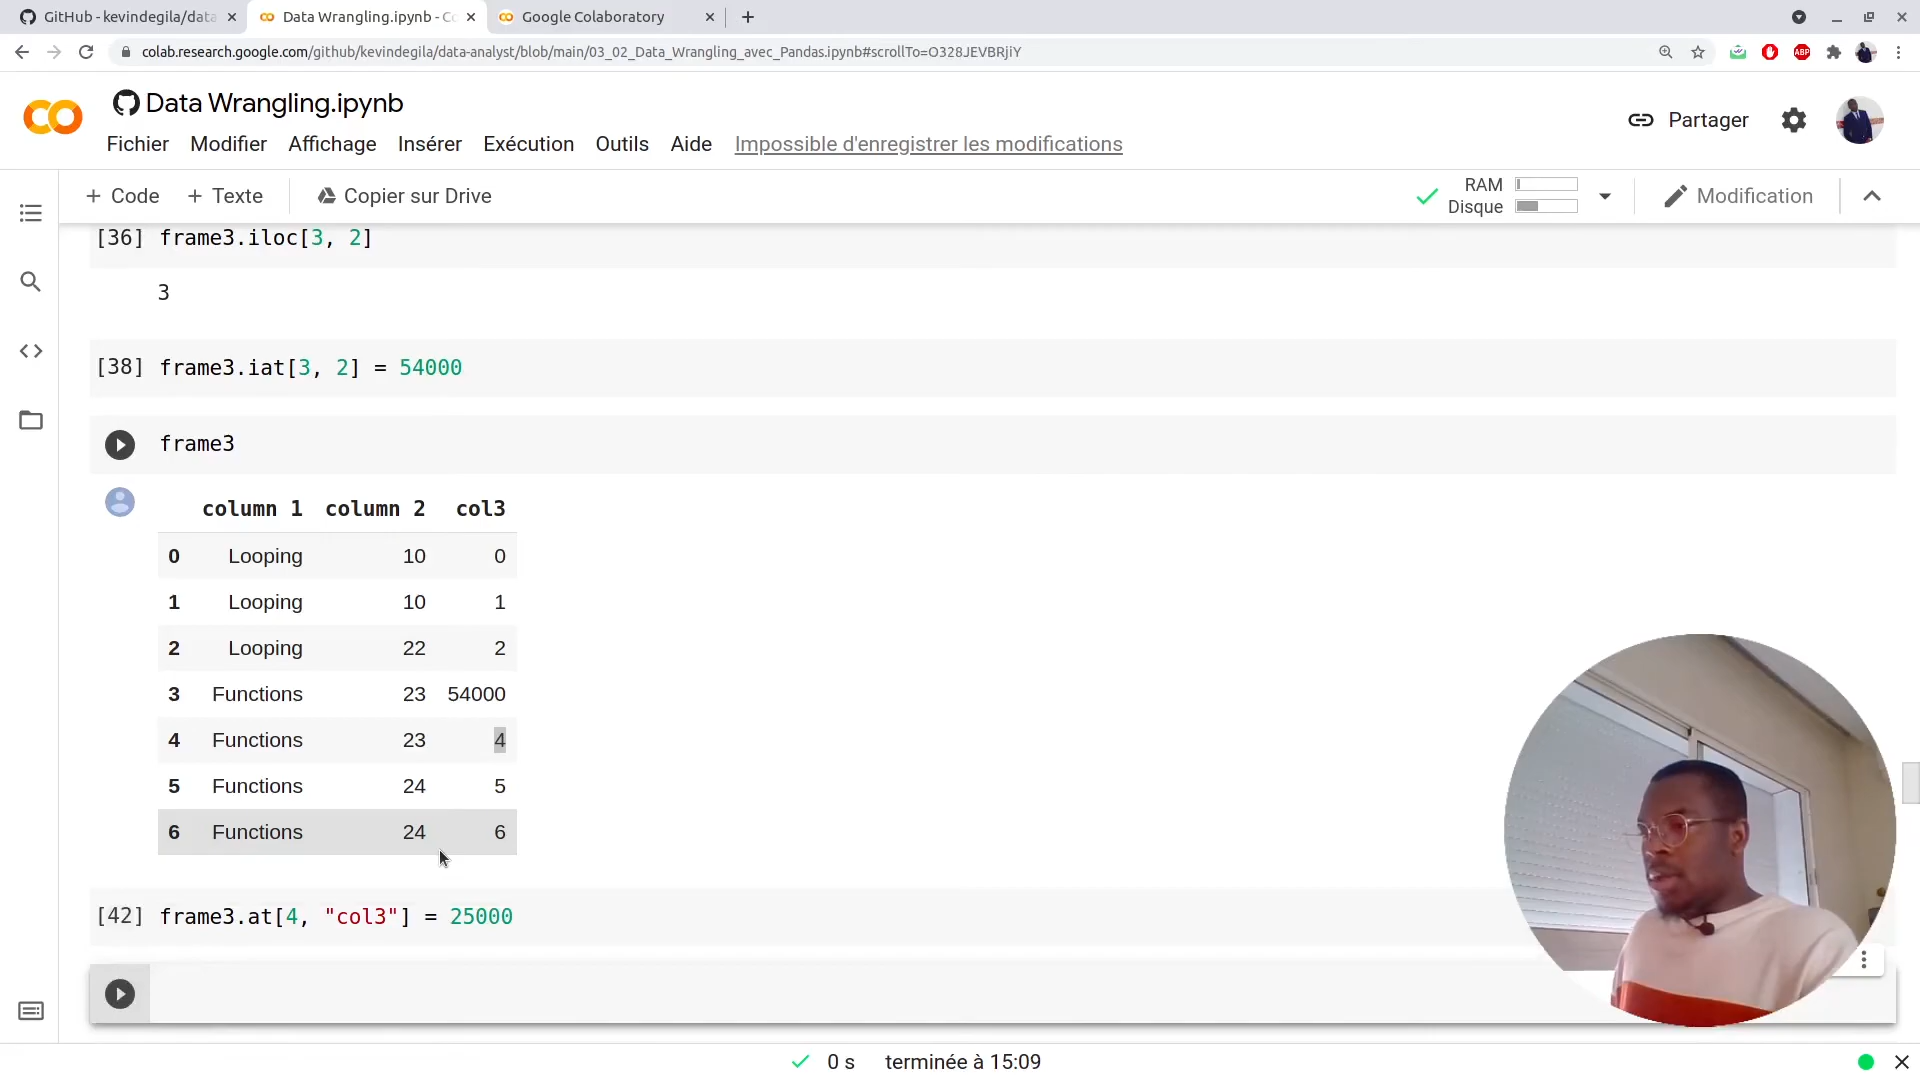 GitHub - kevindegila/data
Data Wrangling.ipynb - Co
Google Colaboratory
colab.research.google.com/github/kevindegila/data-analyst/blob/main/03_02_Data_Wrangling_avec_Pandas.ipynb#scrollTo=O328JEVBRjiY
ABP
Data Wrangling.ipynb
Partager
Fichier Modifier Affichage Insérer Exécution Outils Aide Impossible d'enregistrer les modifications
+ Code + Texte Copier sur Drive
RAM
Disque
Modification
[36] frame3.iloc[3, 2]
3
[38] frame3.iat[3, 2] = 54000
frame3
column 1 column 2 col3
0 Looping 10 0
1 Looping 10 1
2 Looping 22 2
3 Functions 23 54000
4 Functions 23 4
5 Functions 24 5
6 Functions 24 6
[42] frame3.at[4, "col3"] = 25000
0 s terminée à 15:09